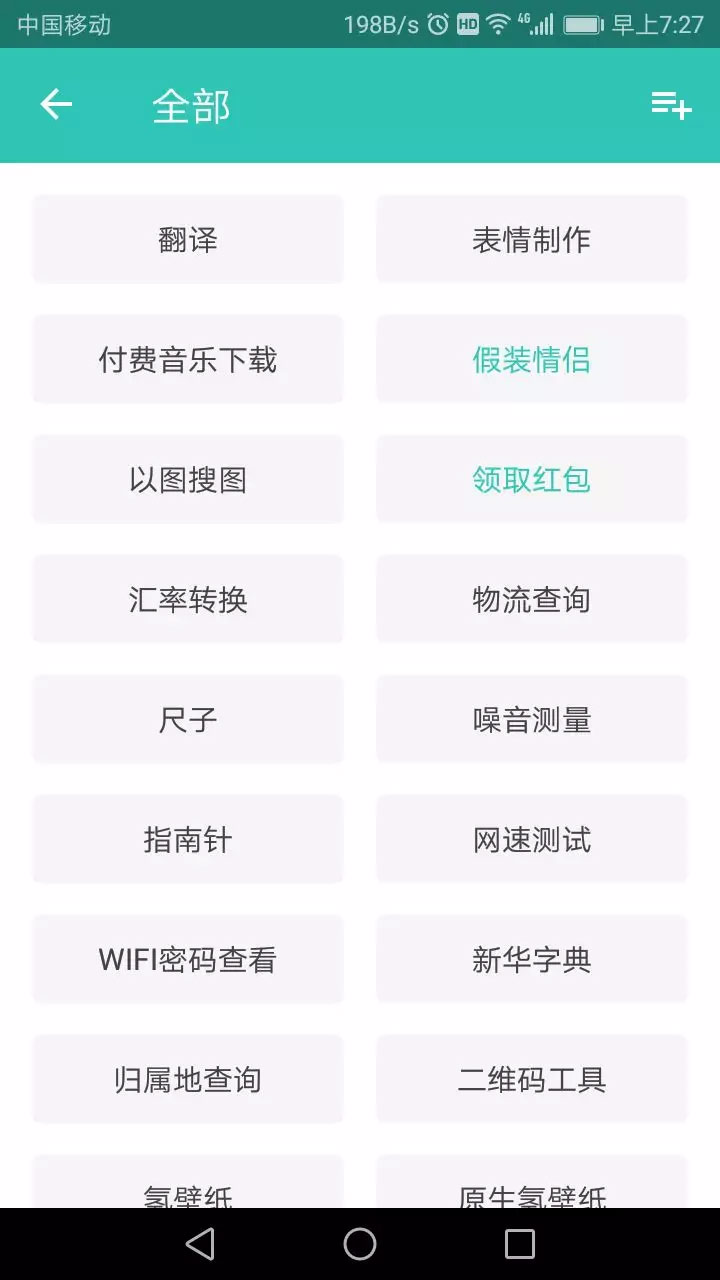 中国移动 198B/s HD 4G 早上7:27
全部
翻译 表情制作
付费音乐下载 假装情侣
以图搜图 领取红包
汇率转换 物流查询
尺子 噪音测量
指南针 网速测试
WIFI密码查看 新华字典
归属地查询 二维码工具
氢壁纸 原生氢壁纸